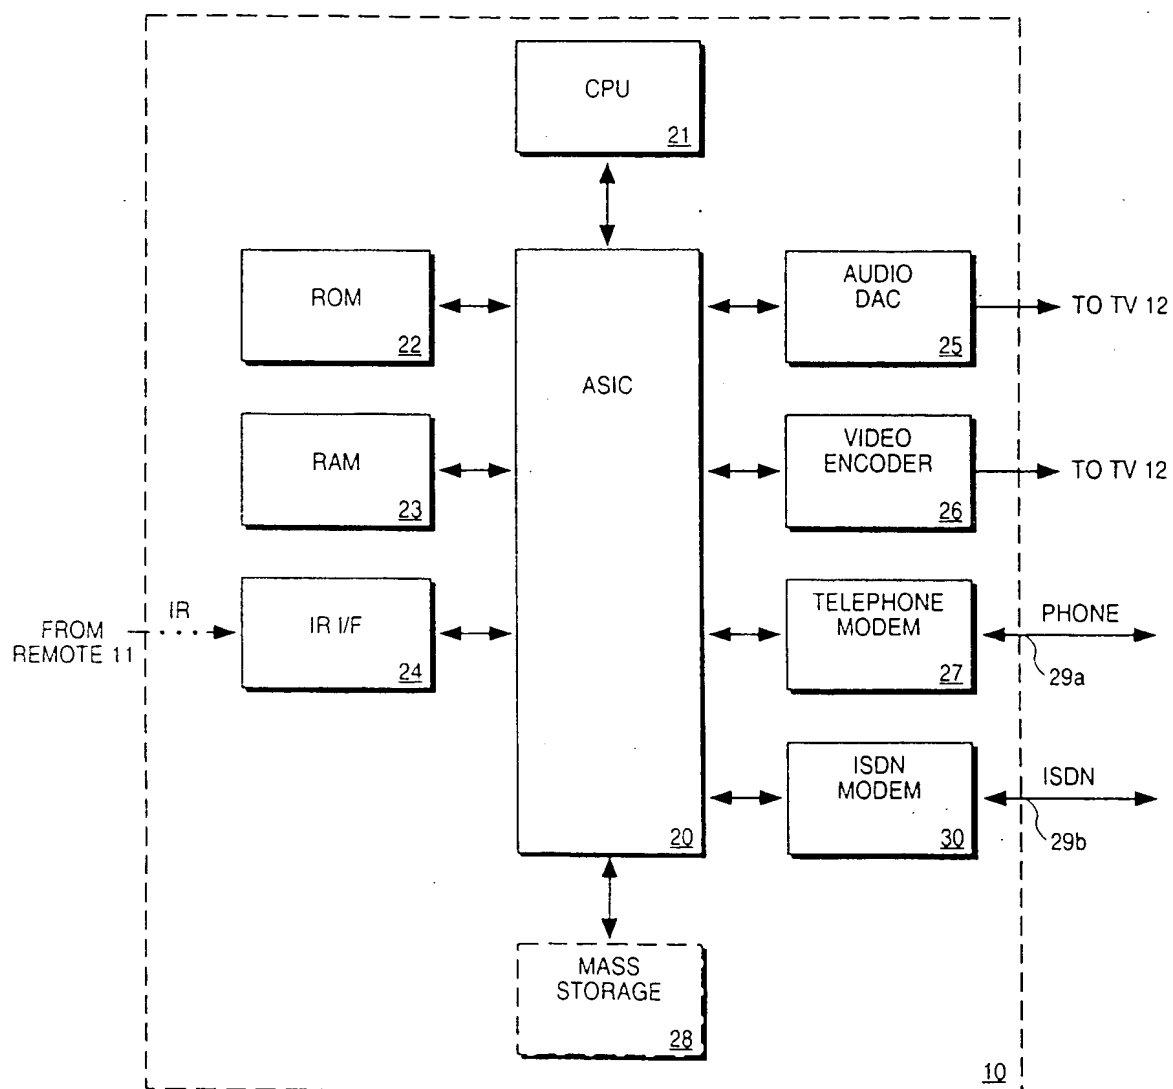 CPU
21
ROM
22
ASIC
20
AUDIO
DAC
25
TO TV 12
RAM
23
VIDEO
ENCODER
26
TO TV 12
FROM
REMOTE 11
IR
IR I/F
24
TELEPHONE
MODEM
27
PHONE
29a
ISDN
MODEM
30
ISDN
29b
MASS
STORAGE
28
10